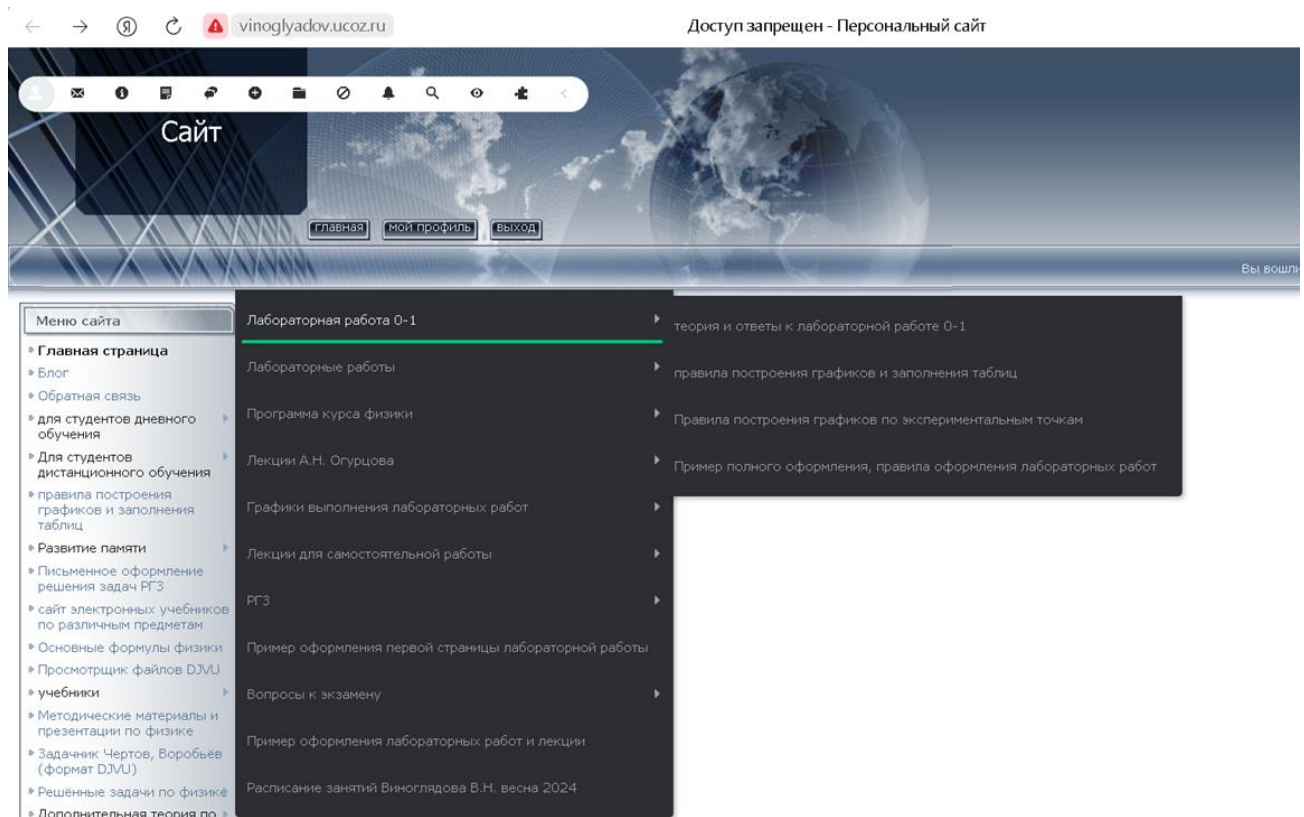 vinoglyadov.ucoz.ru
Доступ запрещен - Персональный сайт
Сайт
главная
мой профиль
выход
Вы вошли
Меню сайта
Главная страница
Блог
Обратная связь
для студентов дневного
обучения
Для студентов
дистанционного обучения
правила построения
графиков и заполнения
таблиц
Развитие памяти
Письменное оформление
решения задач РГЗ
сайт электронных учебников
по различным предметам
Основные формулы физики
Просмотрщик файлов DJVU
учебники
Методические материалы и
презентации по физике
Задачник Чертов, Воробьёв
(формат DJVU)
Решённые задачи по физике
Дополнительная теория по
Лабораторная работа 0-1
Лабораторные работы
Программа курса физики
Лекции А.Н. Огурцова
Графики выполнения лабораторных работ
Лекции для самостоятельной работы
РГЗ
Пример оформления первой страницы лабораторной работы
Вопросы к экзамену
Пример оформления лабораторных работ и лекции
Расписание занятий Виноглядова В.Н. весна 2024
теория и ответы к лабораторной работе 0-1
правила построения графиков и заполнения таблиц
Правила построения графиков по экспериментальным точкам
Пример полного оформления, правила оформления лабораторных работ